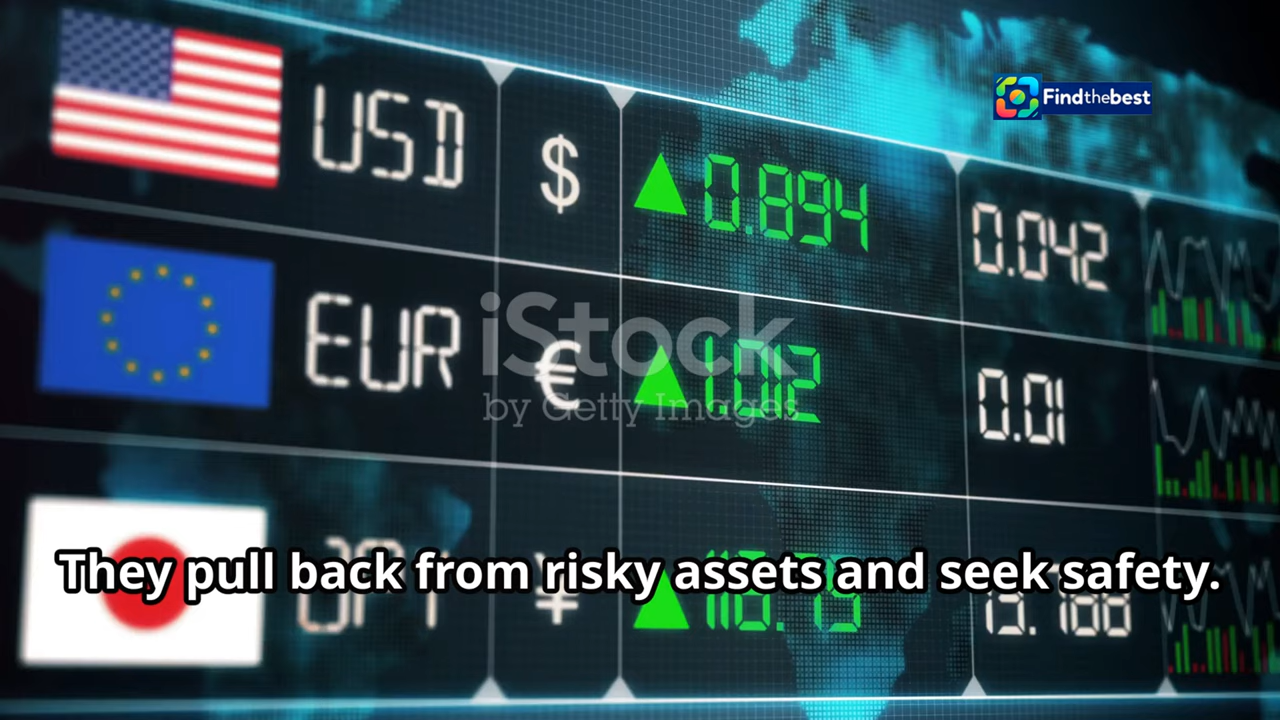 USD $ ▲0.894 0.042
Findthebest
EUR € ▲1.012 0.01
iStock
by Getty Images
JPY ¥
They pull back from risky assets and seek safety.